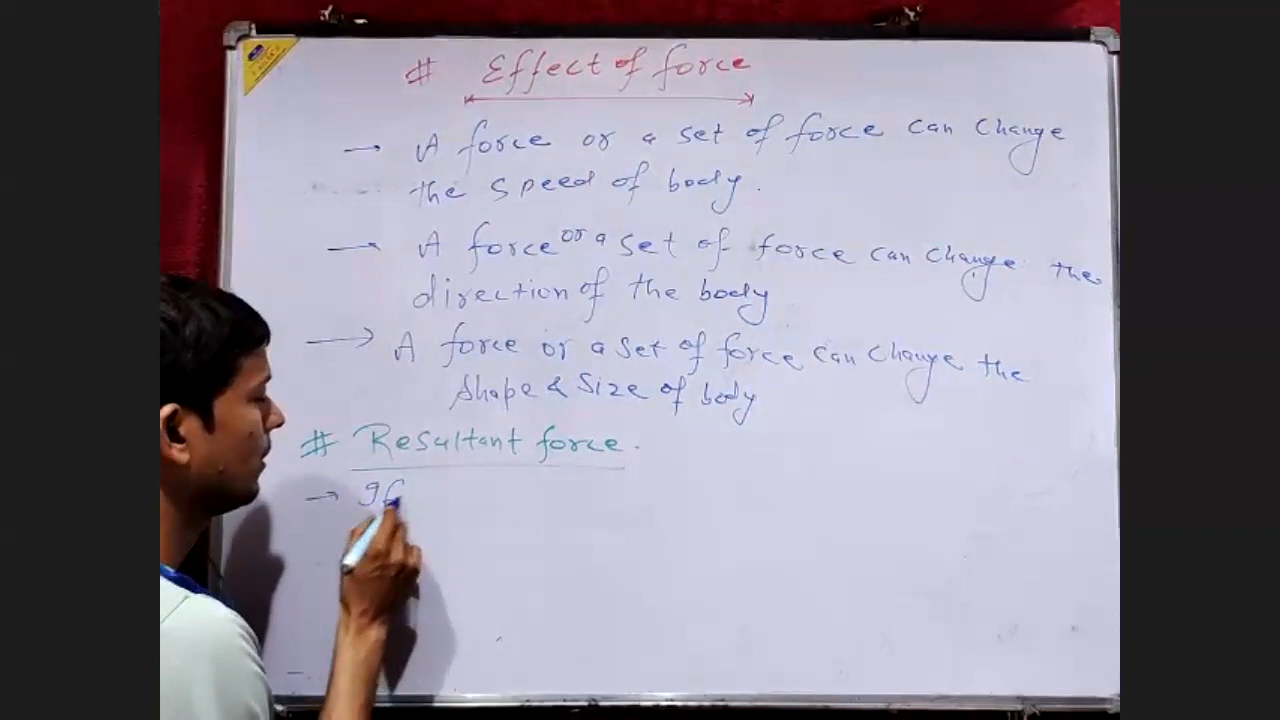 # Effect of force
→ A force or a set of force can change
the speed of body.
→ A force or a set of force can change the
direction of the body
→ A force or a set of force can change the
shape & size of body
# Resultant force.
→ If